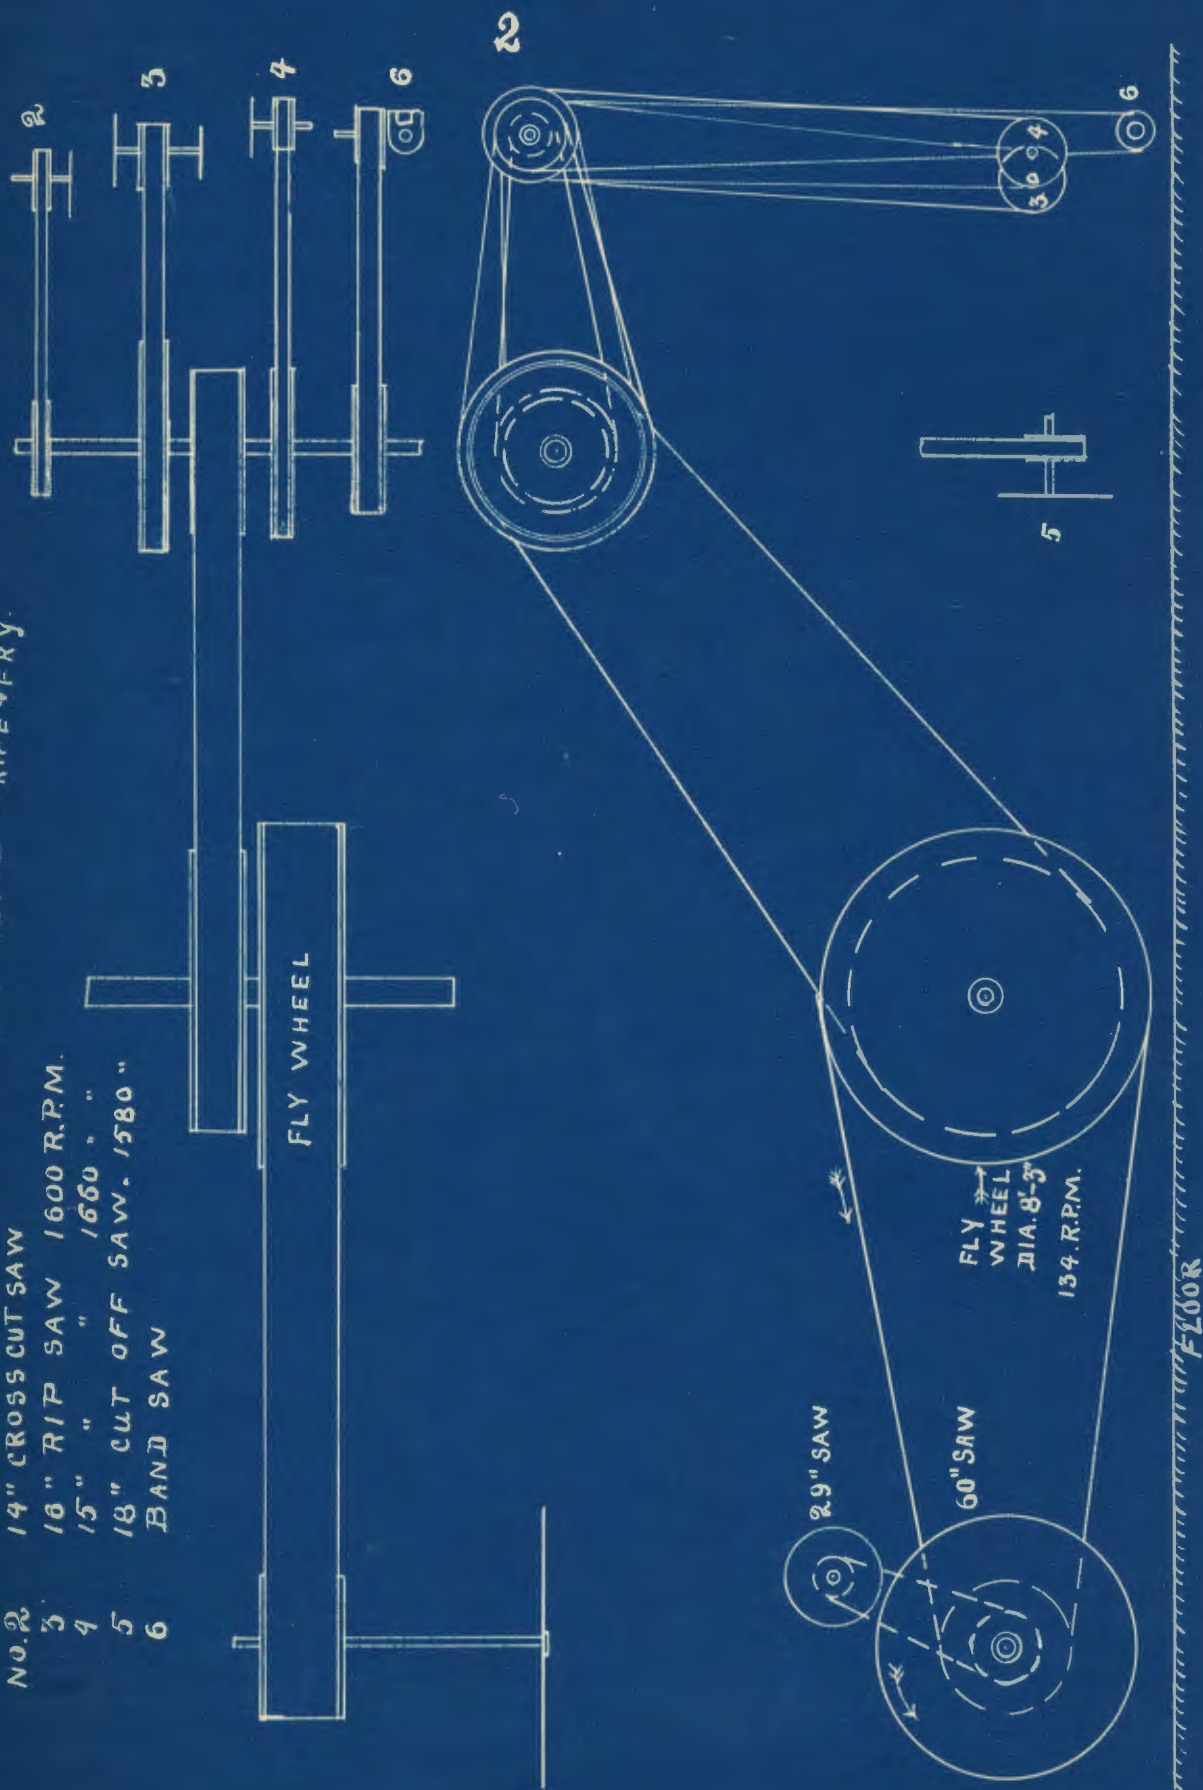 RIPE & FRY.
NO.2 14" CROSS CUT SAW
3 16" RIP SAW 1600 R.P.M.
4 15" " " 1660 " "
5 18" CUT OFF SAW. 1580 "
6 BAND SAW
2
3
4
6
FLY WHEEL
2
29" SAW
60" SAW
FLY
WHEEL
DIA. 8'-3"
134. R.P.M.
5
3
4
6
FLOOR